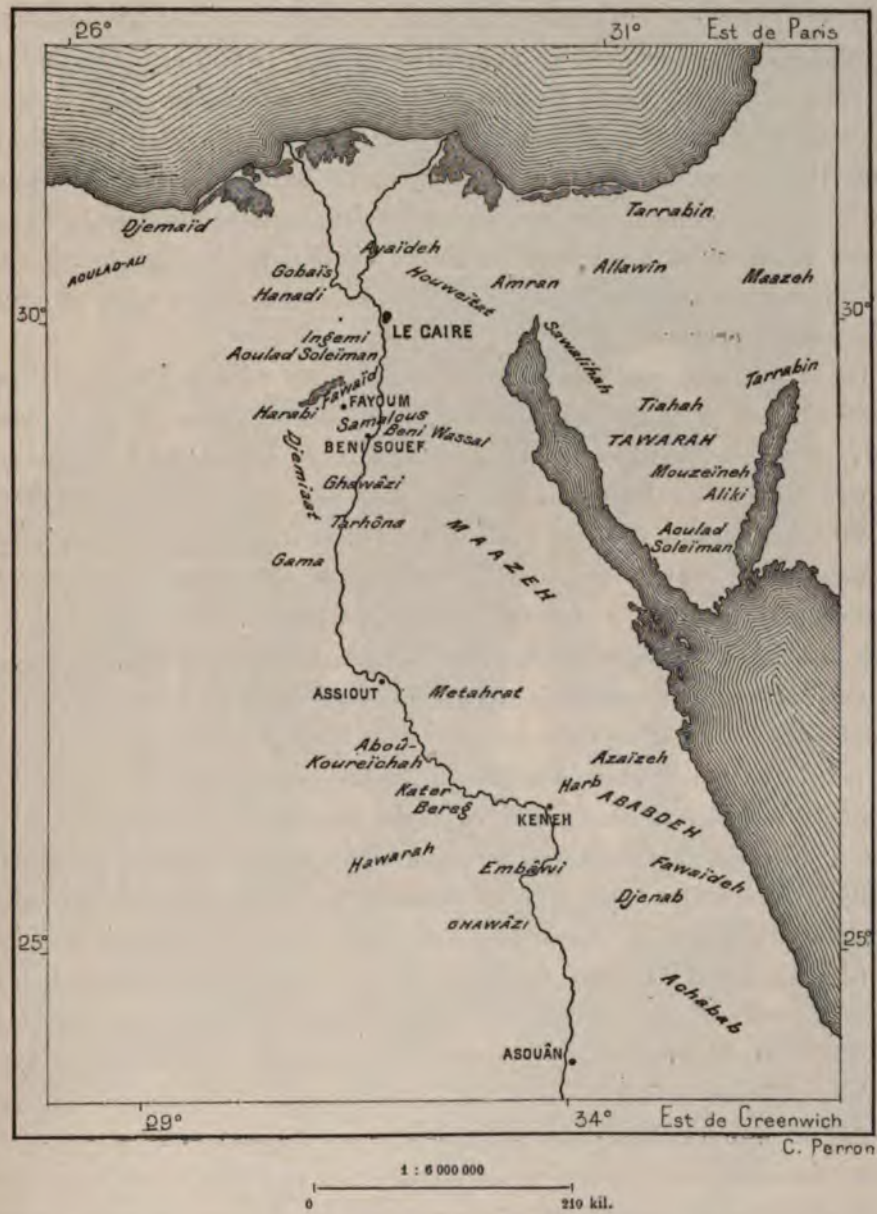 26° 31° Est de Paris
Tarrabin
Djemaïd
Ayaïdeh
AOULAD-ALI
Gobaïs
Hanadi
Houweïtat
Amran
Allawîn
Maazeh
30° 30°
LE CAIRE
Ingemi
Aoulad Soleïman
Sawalihah
Tarrabin
Fawaïd
FAYOUM
Harabi
Samalous
Beni Wassal
BENI SOUEF
Tiahah
TAWARAH
Djemiaat
Ghawâzi
Mouzeïneh
Aliki
Tarhôna
Aoulad
Soleïman
MAAZEH
Gama
ASSIOUT
Metahrat
Aboû-
Koureïchah
Azaïzeh
Kater
Bereg
Harb
ABABDEH
KENEH
Hawarah
Embâwi
Fawaïdeh
Djenab
GHAWÂZI
25° 25°
Achabab
ASOUÂN
29° 34° Est de Greenwich
C. Perron
1 : 6 000 000
0 210 kil.